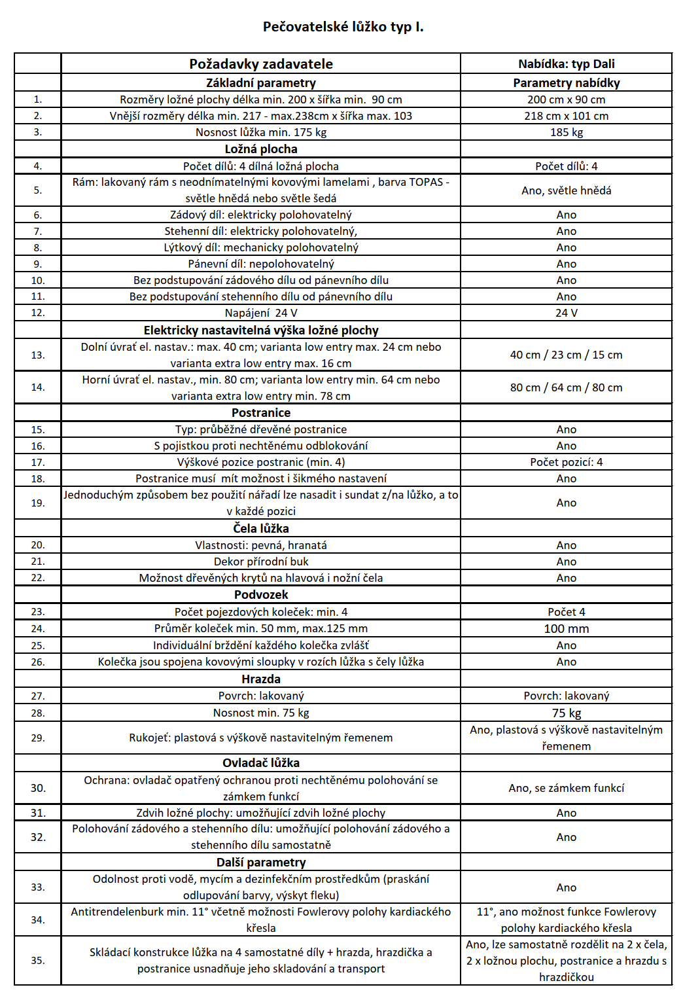 Pečovatelské lůžko typ I.
Požadavky zadavatele Nabídka: typ Dali
Základní parametry Parametry nabídky
1. Rozměry ložné plochy délka min. 200 x šířka min. 90 cm 200 cm x 90 cm
2. Vnější rozměry délka min. 217 - max.238cm x šířka max. 103 218 cm x 101 cm
3. Nosnost lůžka min. 175 kg 185 kg
Ložná plocha
4. Počet dílů: 4 dílná ložná plocha Počet dílů: 4
5. Rám: lakovaný rám s neodnímatelnými kovovými lamelami , barva TOPAS -
světle hnědá nebo světle šedá Ano, světle hnědá
6. Zádový díl: elektricky polohovatelný Ano
7. Stehenní díl: elektricky polohovatelný, Ano
8. Lýtkový díl: mechanicky polohovatelný Ano
9. Pánevní díl: nepolohovatelný Ano
10. Bez podstupování zádového dílu od pánevního dílu Ano
11. Bez podstupování stehenního dílu od pánevního dílu Ano
12. Napájení 24 V 24 V
Elektricky nastavitelná výška ložné plochy
13. Dolní úvrať el. nastav.: max. 40 cm; varianta low entry max. 24 cm nebo
varianta extra low entry max. 16 cm 40 cm / 23 cm / 15 cm
14. Horní úvrať el. nastav., min. 80 cm; varianta low entry min. 64 cm nebo
varianta extra low entry min. 78 cm 80 cm / 64 cm / 80 cm
Postranice
15. Typ: průběžné dřevěné postranice Ano
16. S pojistkou proti nechtěnému odblokování Ano
17. Výškové pozice postranic (min. 4) Počet pozicí: 4
18. Postranice musí mít možnost i šikmého nastavení Ano
19. Jednoduchým způsobem bez použití nářadí lze nasadit i sundat z/na lůžko, a to
v každé pozici Ano
Čela lůžka
20. Vlastnosti: pevná, hranatá Ano
21. Dekor přírodní buk Ano
22. Možnost dřevěných krytů na hlavová i nožní čela Ano
Podvozek
23. Počet pojezdových koleček: min. 4 Počet 4
24. Průměr koleček min. 50 mm, max.125 mm 100 mm
25. Individuální brždění každého kolečka zvlášť Ano
26. Kolečka jsou spojena kovovými sloupky v rozích lůžka s čely lůžka Ano
Hrazda
27. Povrch: lakovaný Povrch: lakovaný
28. Nosnost min. 75 kg 75 kg
29. Rukojeť: plastová s výškově nastavitelným řemenem Ano, plastová s výškově nastavitelným
řemenem
Ovladač lůžka
30. Ochrana: ovladač opatřený ochranou proti nechtěnému polohování se
zámkem funkcí Ano, se zámkem funkcí
31. Zdvih ložné plochy: umožňující zdvih ložné plochy Ano
32. Polohování zádového a stehenního dílu: umožňující polohování zádového a
stehenního dílu samostatně Ano
Další parametry
33. Odolnost proti vodě, mycím a dezinfekčním prostředkům (praskání
odlupování barvy, výskyt fleku) Ano
34. Antitrendelenburk min. 11° včetně možnosti Fowlerovy polohy kardiackého
křesla 11°, ano možnost funkce Fowlerovy
polohy kardiackého křesla
35. Skládací konstrukce lůžka na 4 samostatné díly + hrazda, hrazdička a
postranice usnadňuje jeho skladování a transport Ano, lze samostatně rozdělit na 2 x čela,
2 x ložnou plochu, postranice a hrazdu s
hrazdičkou